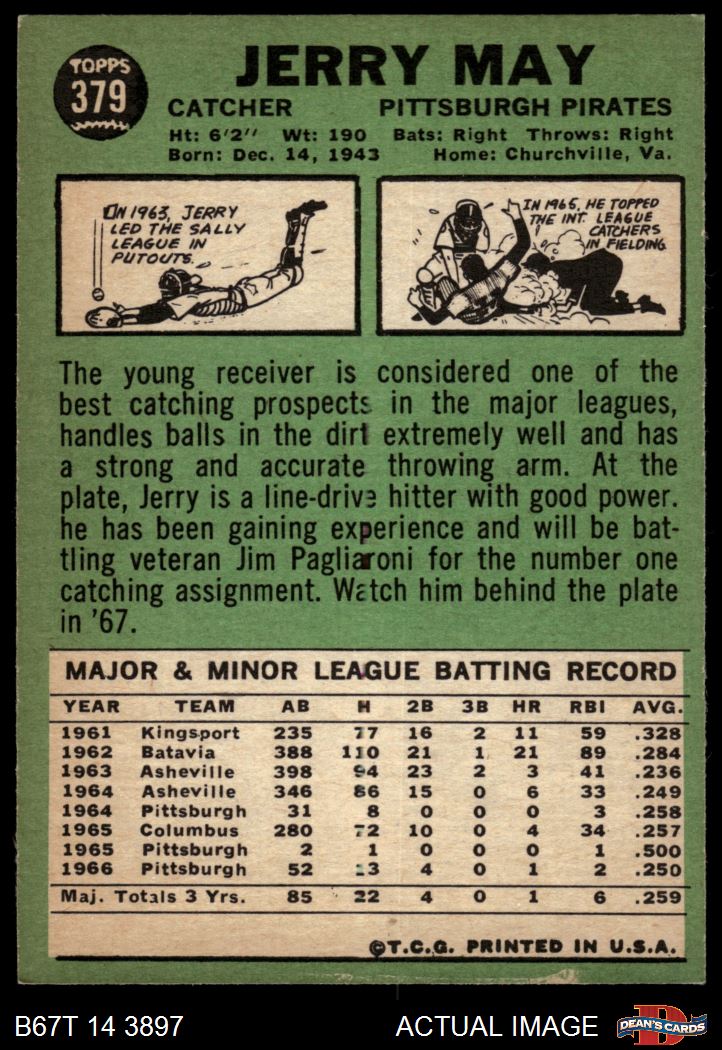 TOPPS
379
JERRY MAY
CATCHER PITTSBURGH PIRATES
Ht: 6'2" Wt: 190 Bats: Right Throws: Right
Born: Dec. 14, 1943 Home: Churchville, Va.
IN 1963, JERRY
LED THE SALLY
LEAGUE IN
PUTOUTS.
IN 1965, HE TOPPED
THE INT. LEAGUE
CATCHERS
IN FIELDING.
The young receiver is considered one of the
best catching prospects in the major leagues,
handles balls in the dirt extremely well and has
a strong and accurate throwing arm. At the
plate, Jerry is a line-drive hitter with good power.
he has been gaining experience and will be bat-
tling veteran Jim Pagliaroni for the number one
catching assignment. Watch him behind the plate
in '67.
MAJOR & MINOR LEAGUE BATTING RECORD
YEAR TEAM AB H 2B 3B HR RBI AVG.
1961 Kingsport 235 77 16 2 11 59 .328
1962 Batavia 388 110 21 1 21 89 .284
1963 Asheville 398 94 23 2 3 41 .236
1964 Asheville 346 86 15 0 6 33 .249
1964 Pittsburgh 31 8 0 0 0 3 .258
1965 Columbus 280 72 10 0 4 34 .257
1965 Pittsburgh 2 1 0 0 0 1 .500
1966 Pittsburgh 52 13 4 0 1 2 .250
Maj. Totals 3 Yrs. 85 22 4 0 1 6 .259
©T.C.G. PRINTED IN U.S.A.
B67T 14 3897 ACTUAL IMAGE
D
DEAN'S CARDS